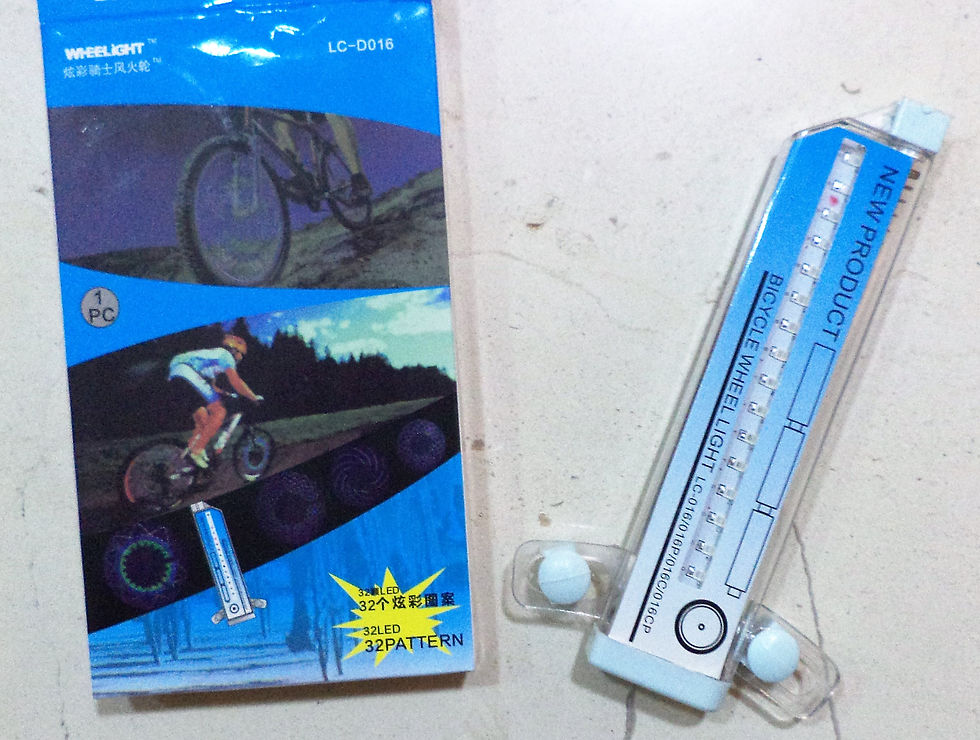 WHEELIGHT™
炫彩骑士风火轮™
LC-D016
1
PC
32个炫彩圖案
32LED
32PATTERN
NEW PRODUCT
BICYCLE WHEEL LIGHT LC-016/016P/016C/016CP